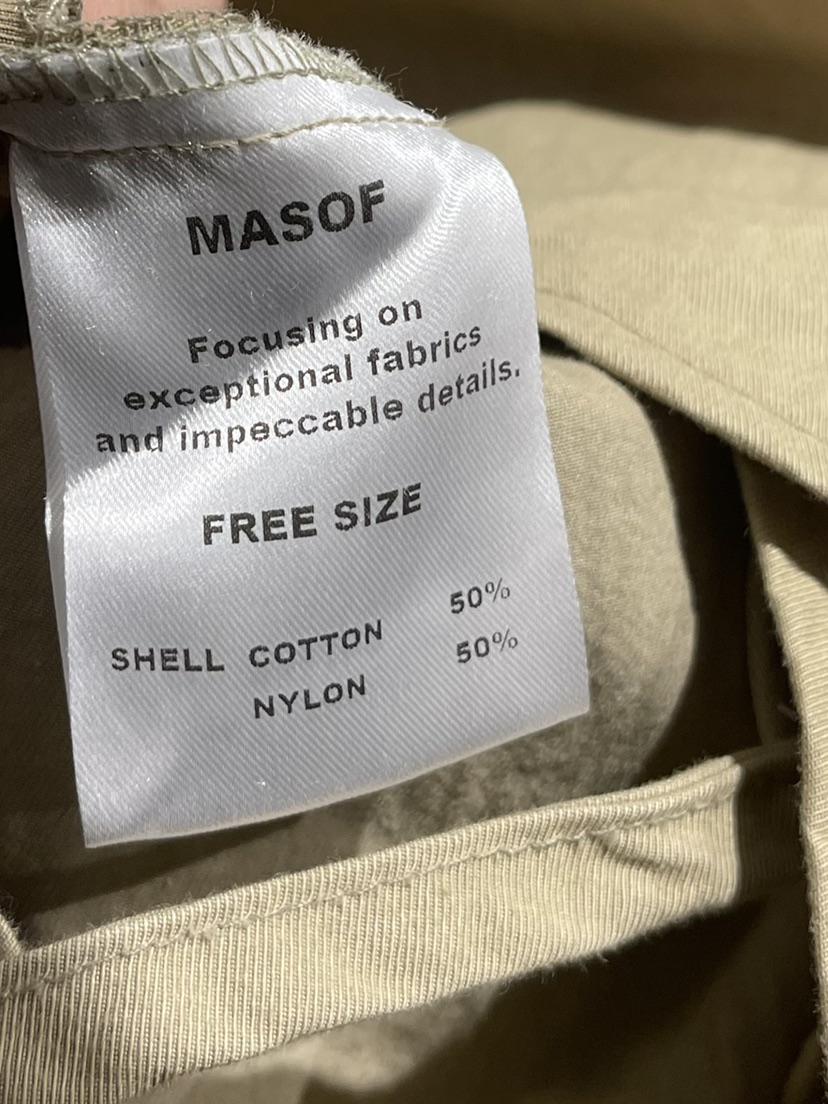 MASOF
Focusing on
exceptional fabrics
and impeccable details.
FREE SIZE
SHELL COTTON 50%
NYLON 50%